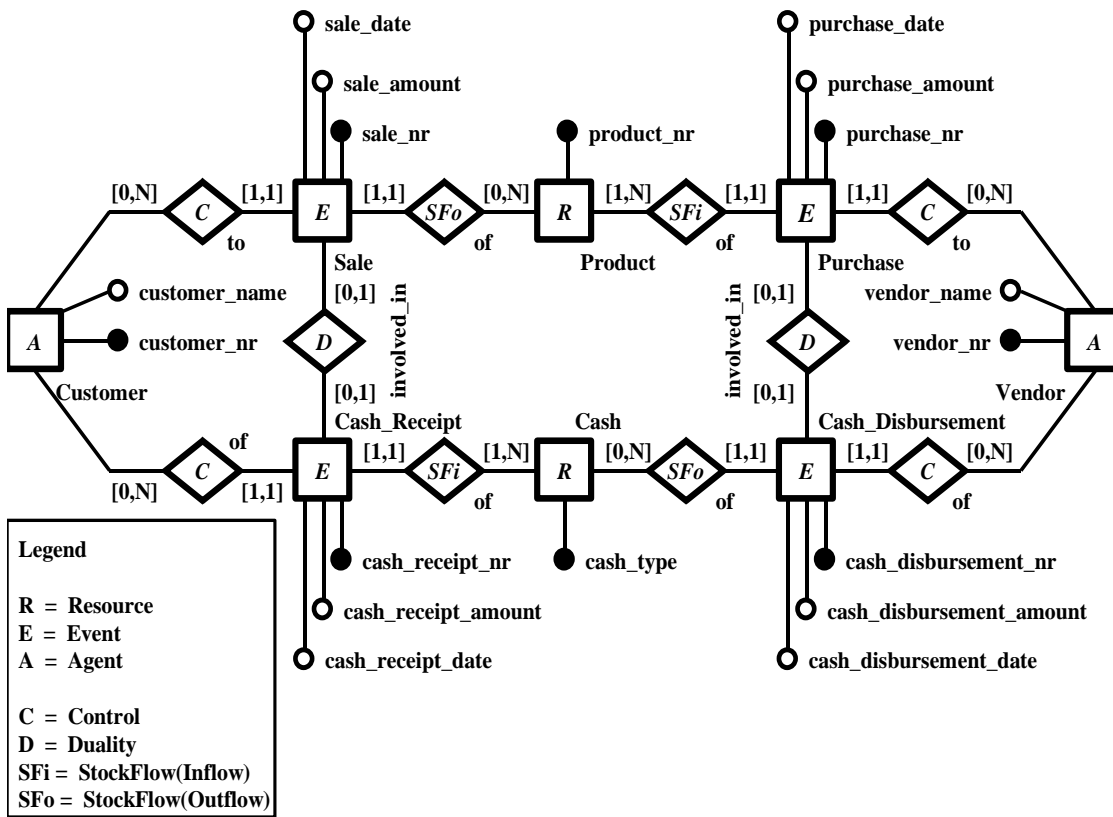 sale_date
purchase_date
sale_amount
purchase_amount
sale_nr
product_nr
purchase_nr
[0,N] [1,1] [1,1] [0,N] [1,N] [1,1] [1,1] [0,N]
C E SFo R SFi E C
to of of to
Sale Product Purchase
[0,1] [0,1]
customer_name vendor_name
involved_in involved_in
A customer_nr D D vendor_nr A
[0,1] [0,1]
Customer Vendor
Cash_Receipt Cash Cash_Disbursement
of
[1,1] [1,N] [0,N] [1,1] [1,1] [0,N]
C E SFi R SFo E C
[0,N] [1,1]
of of of
cash_receipt_nr cash_type cash_disbursement_nr
cash_receipt_amount cash_disbursement_amount
cash_receipt_date cash_disbursement_date
Legend
R = Resource
E = Event
A = Agent
C = Control
D = Duality
SFi = StockFlow(Inflow)
SFo = StockFlow(Outflow)